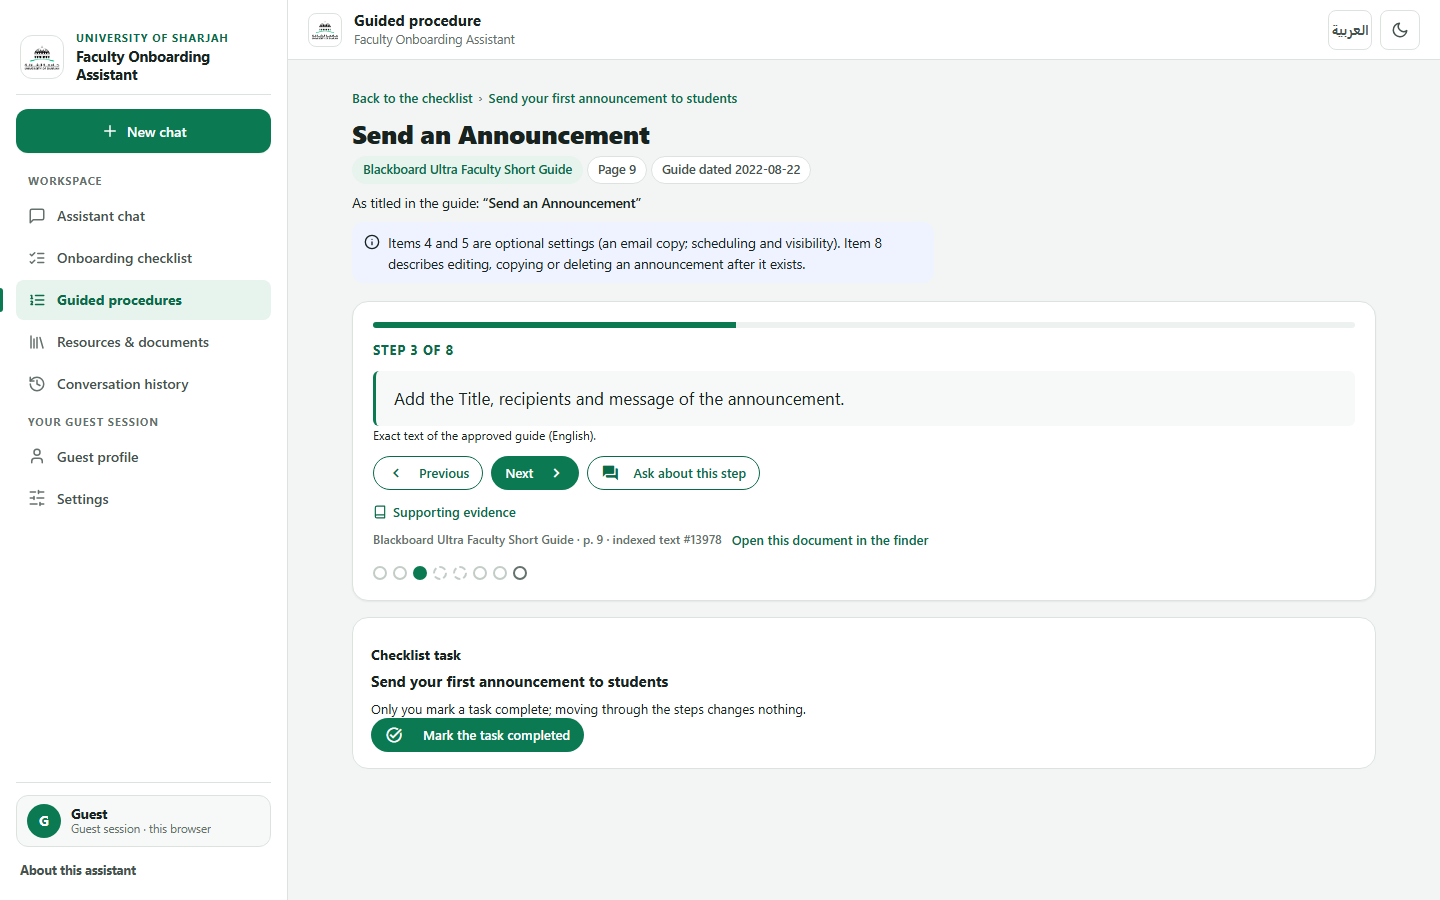 UNIVERSITY OF SHARJAH
Faculty Onboarding
Assistant
New chat
WORKSPACE
Assistant chat
Onboarding checklist
Guided procedures
Resources & documents
Conversation history
YOUR GUEST SESSION
Guest profile
Settings
G
Guest
Guest session · this browser
About this assistant
Guided procedure
Faculty Onboarding Assistant
العربية
Back to the checklist › Send your first announcement to students
Send an Announcement
Blackboard Ultra Faculty Short Guide Page 9 Guide dated 2022-08-22
As titled in the guide: “Send an Announcement”
Items 4 and 5 are optional settings (an email copy; scheduling and visibility). Item 8
describes editing, copying or deleting an announcement after it exists.
STEP 3 OF 8
Add the Title, recipients and message of the announcement.
Exact text of the approved guide (English).
Previous Next Ask about this step
Supporting evidence
Blackboard Ultra Faculty Short Guide · p. 9 · indexed text #13978 Open this document in the finder
Checklist task
Send your first announcement to students
Only you mark a task complete; moving through the steps changes nothing.
Mark the task completed